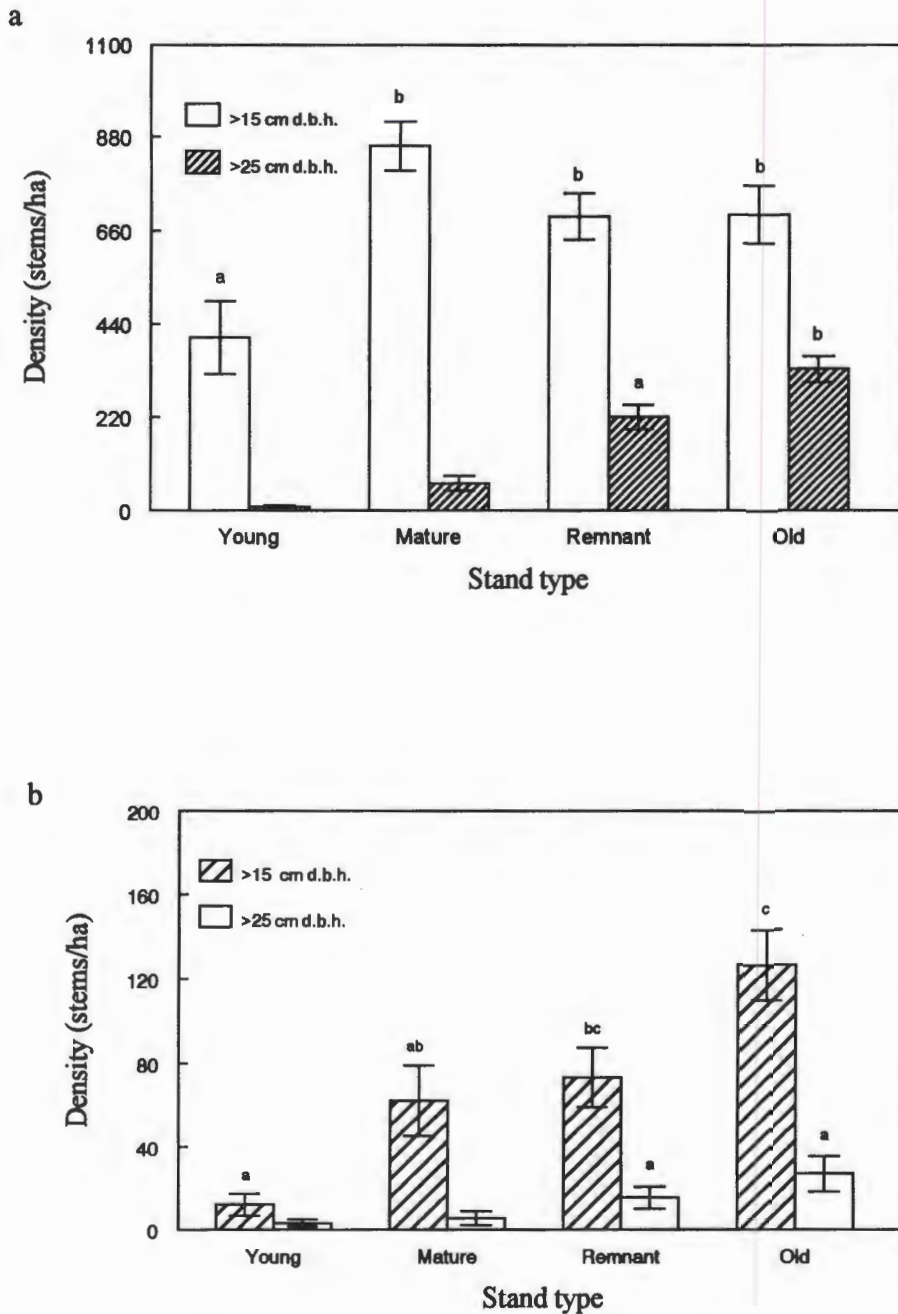 a
1100
880
660
440
220
0
Density (stems/ha)
>15 cm d.b.h.
>25 cm d.b.h.
a
b
b
a
b
b
Young Mature Remnant Old
Stand type
b
200
160
120
80
40
0
Density (stems/ha)
>15 cm d.b.h.
>25 cm d.b.h.
a
ab
bc
a
c
a
Young Mature Remnant Old
Stand type